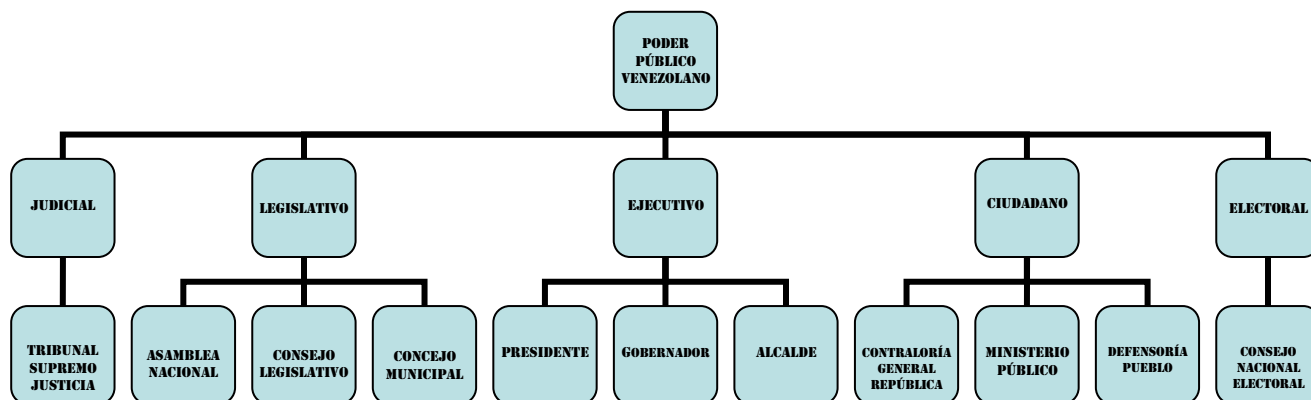 PODER
PÚBLICO
VENEZOLANO
JUDICIAL
LEGISLATIVO
EJECUTIVO
CIUDADANO
ELECTORAL
TRIBUNAL
SUPREMO
JUSTICIA
ASAMBLEA
NACIONAL
CONSEJO
LEGISLATIVO
CONCEJO
MUNICIPAL
PRESIDENTE
GOBERNADOR
ALCALDE
CONTRALORÍA
GENERAL
REPÚBLICA
MINISTERIO
PÚBLICO
DEFENSORÍA
PUEBLO
CONSEJO
NACIONAL
ELECTORAL